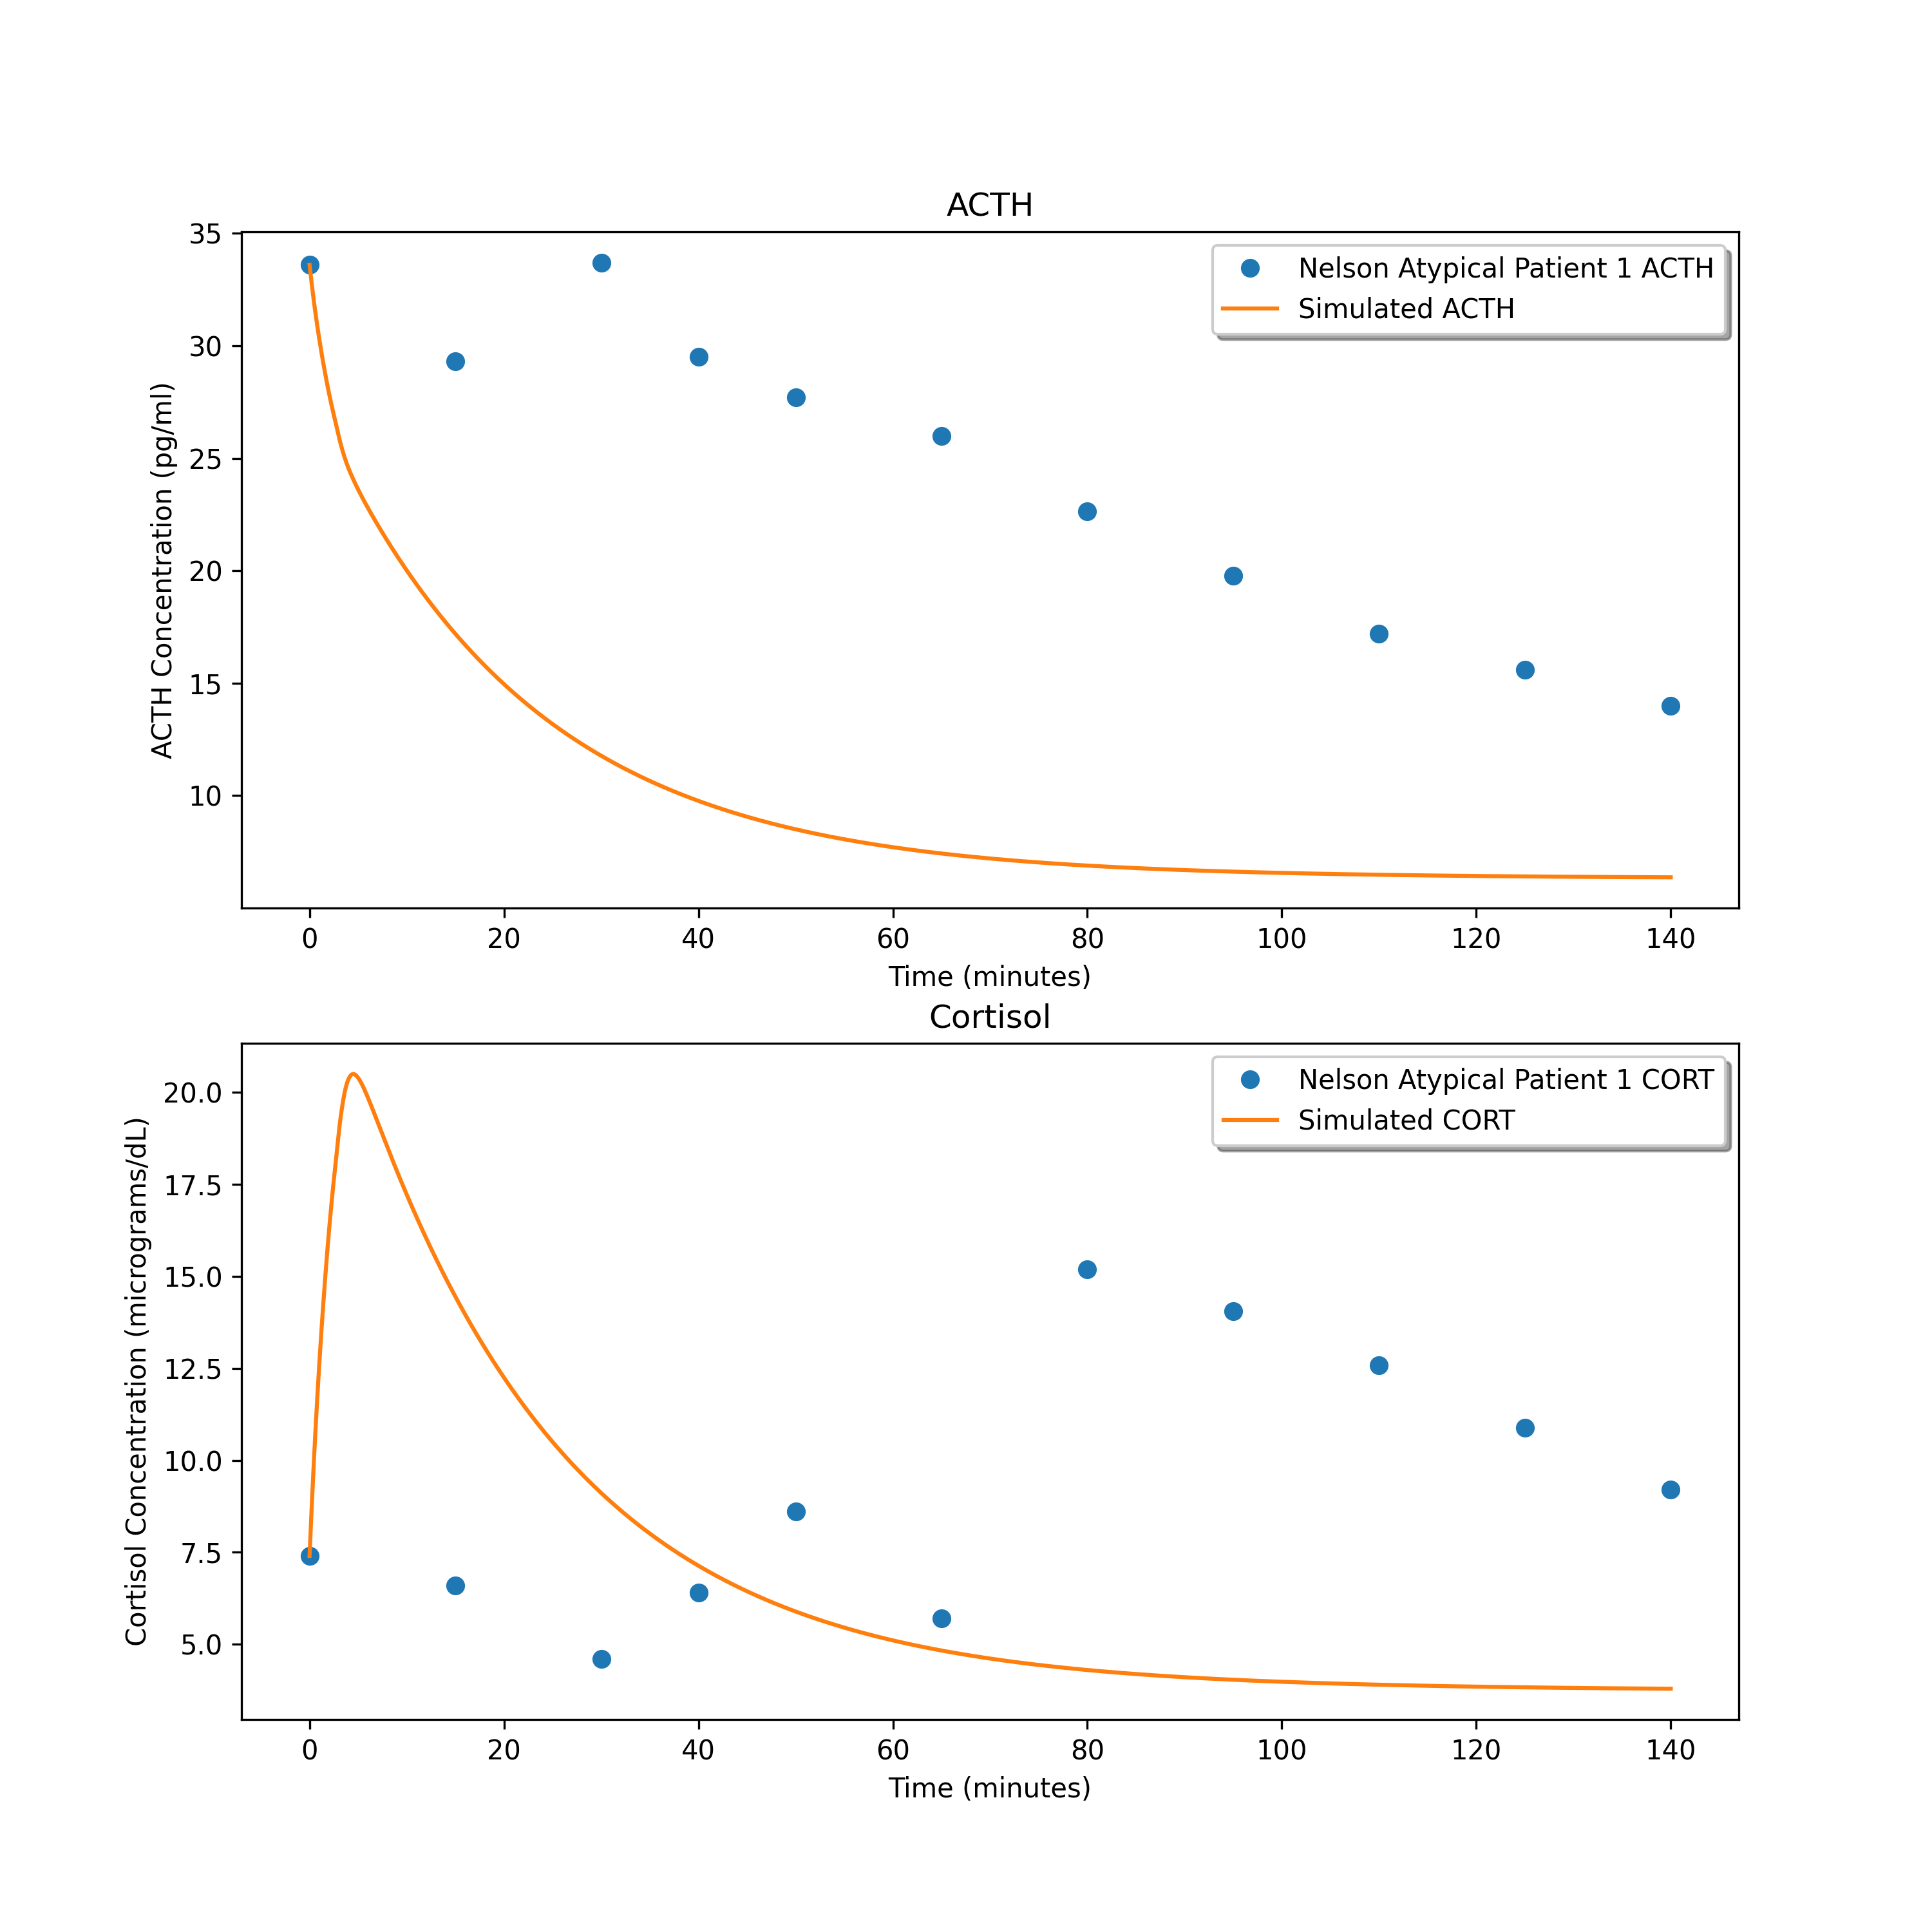 ACTH
35
30
25
20
15
10
ACTH Concentration (pg/ml)
Nelson Atypical Patient 1 ACTH
Simulated ACTH
0 20 40 60 80 100 120 140
Time (minutes)
Cortisol
20.0
17.5
15.0
12.5
10.0
7.5
5.0
Cortisol Concentration (micrograms/dL)
Nelson Atypical Patient 1 CORT
Simulated CORT
0 20 40 60 80 100 120 140
Time (minutes)